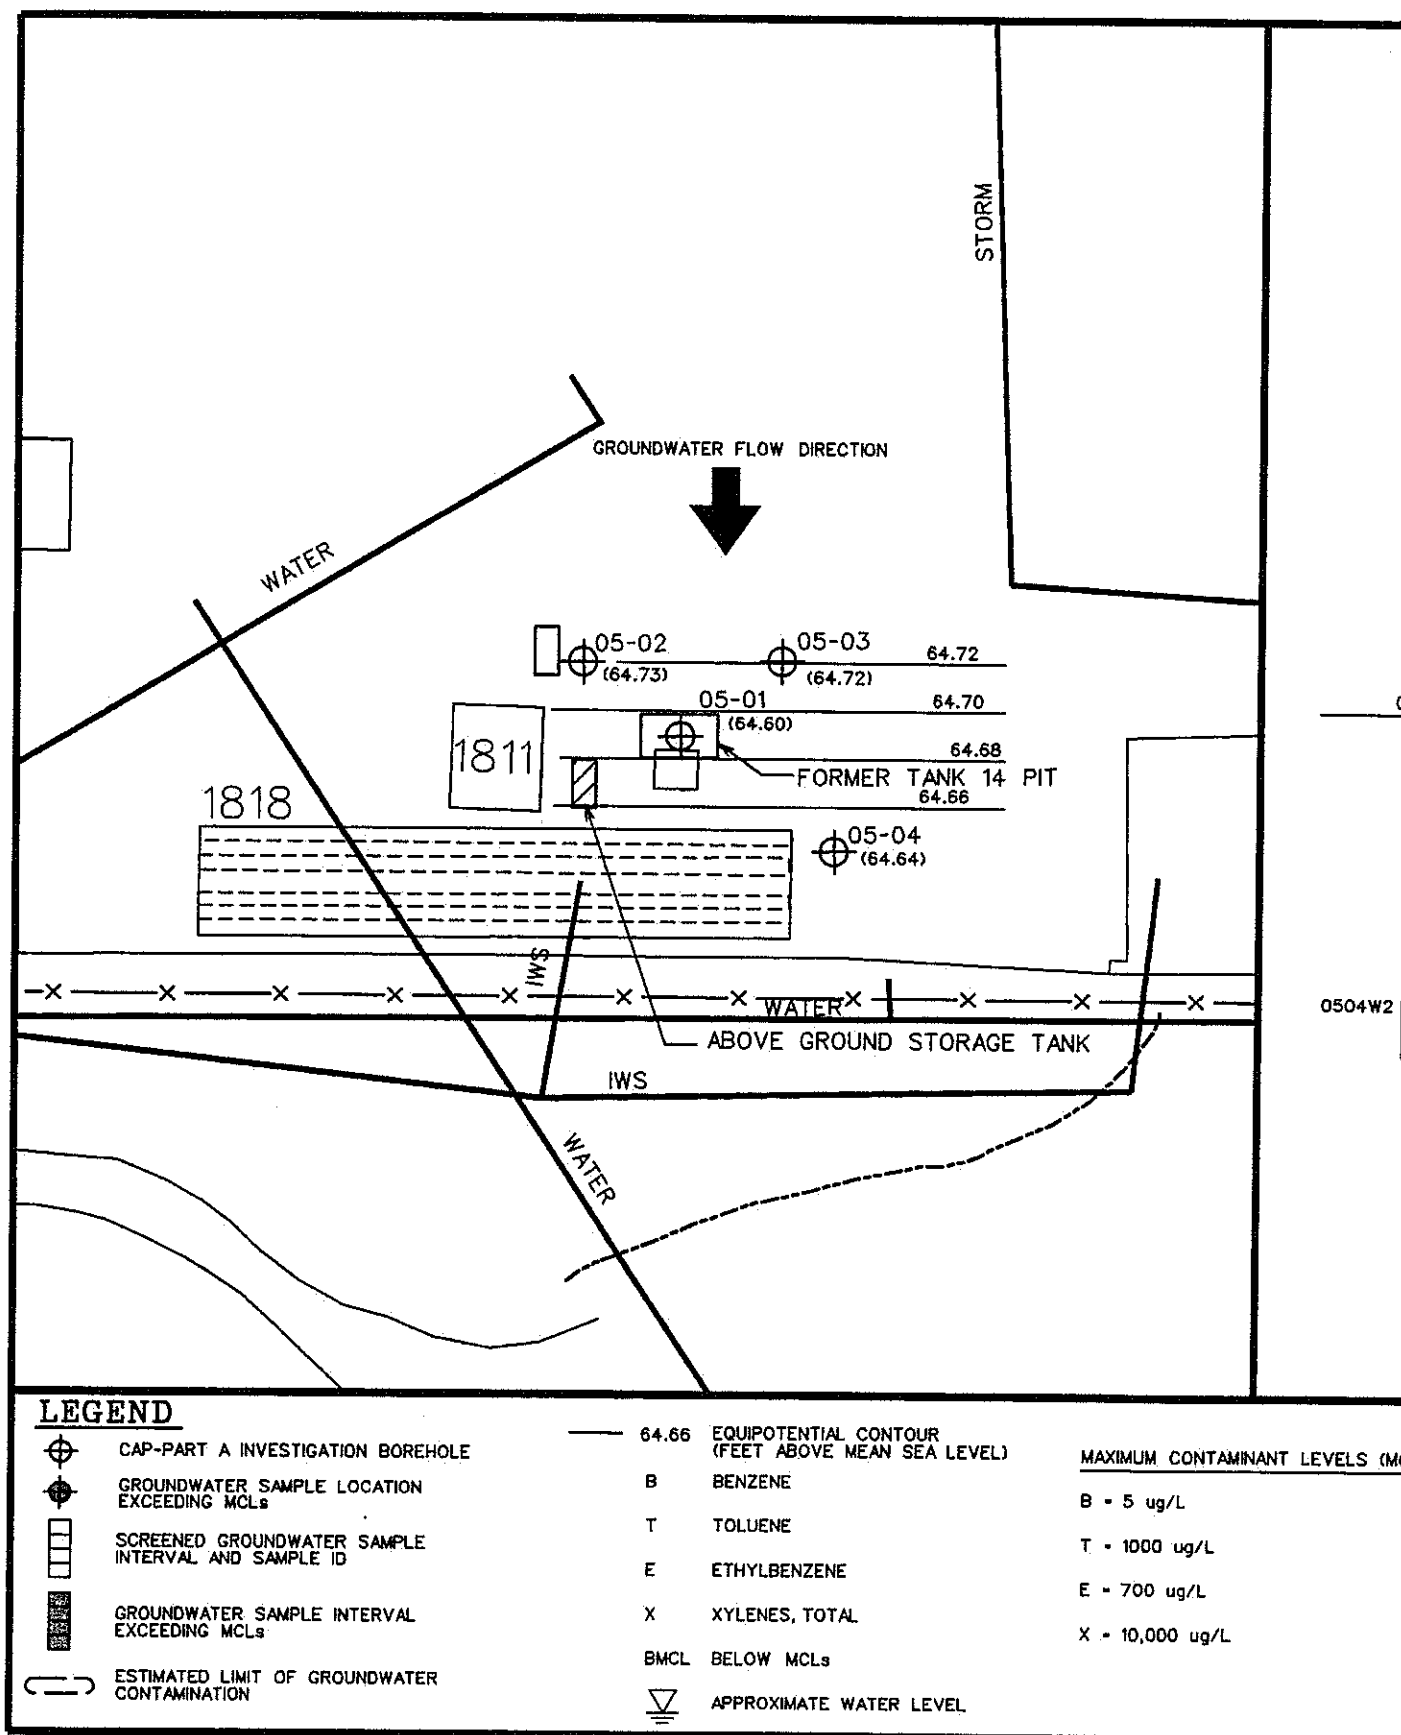 STORM
GROUNDWATER FLOW DIRECTION
WATER
05-02
(64.73)
05-03
(64.72)
64.72
05-01
(64.60)
64.70
1811
64.68
FORMER TANK 14 PIT
64.66
1818
05-04
(64.64)
IWS
WATER
0504W2
ABOVE GROUND STORAGE TANK
IWS
WATER
LEGEND
CAP-PART A INVESTIGATION BOREHOLE
GROUNDWATER SAMPLE LOCATION
EXCEEDING MCLs
SCREENED GROUNDWATER SAMPLE
INTERVAL AND SAMPLE ID
GROUNDWATER SAMPLE INTERVAL
EXCEEDING MCLs
ESTIMATED LIMIT OF GROUNDWATER
CONTAMINATION
64.66 EQUIPOTENTIAL CONTOUR
(FEET ABOVE MEAN SEA LEVEL)
B BENZENE
T TOLUENE
E ETHYLBENZENE
X XYLENES, TOTAL
BMCL BELOW MCLs
APPROXIMATE WATER LEVEL
MAXIMUM CONTAMINANT LEVELS
B - 5 ug/L
T - 1000 ug/L
E - 700 ug/L
X - 10,000 ug/L